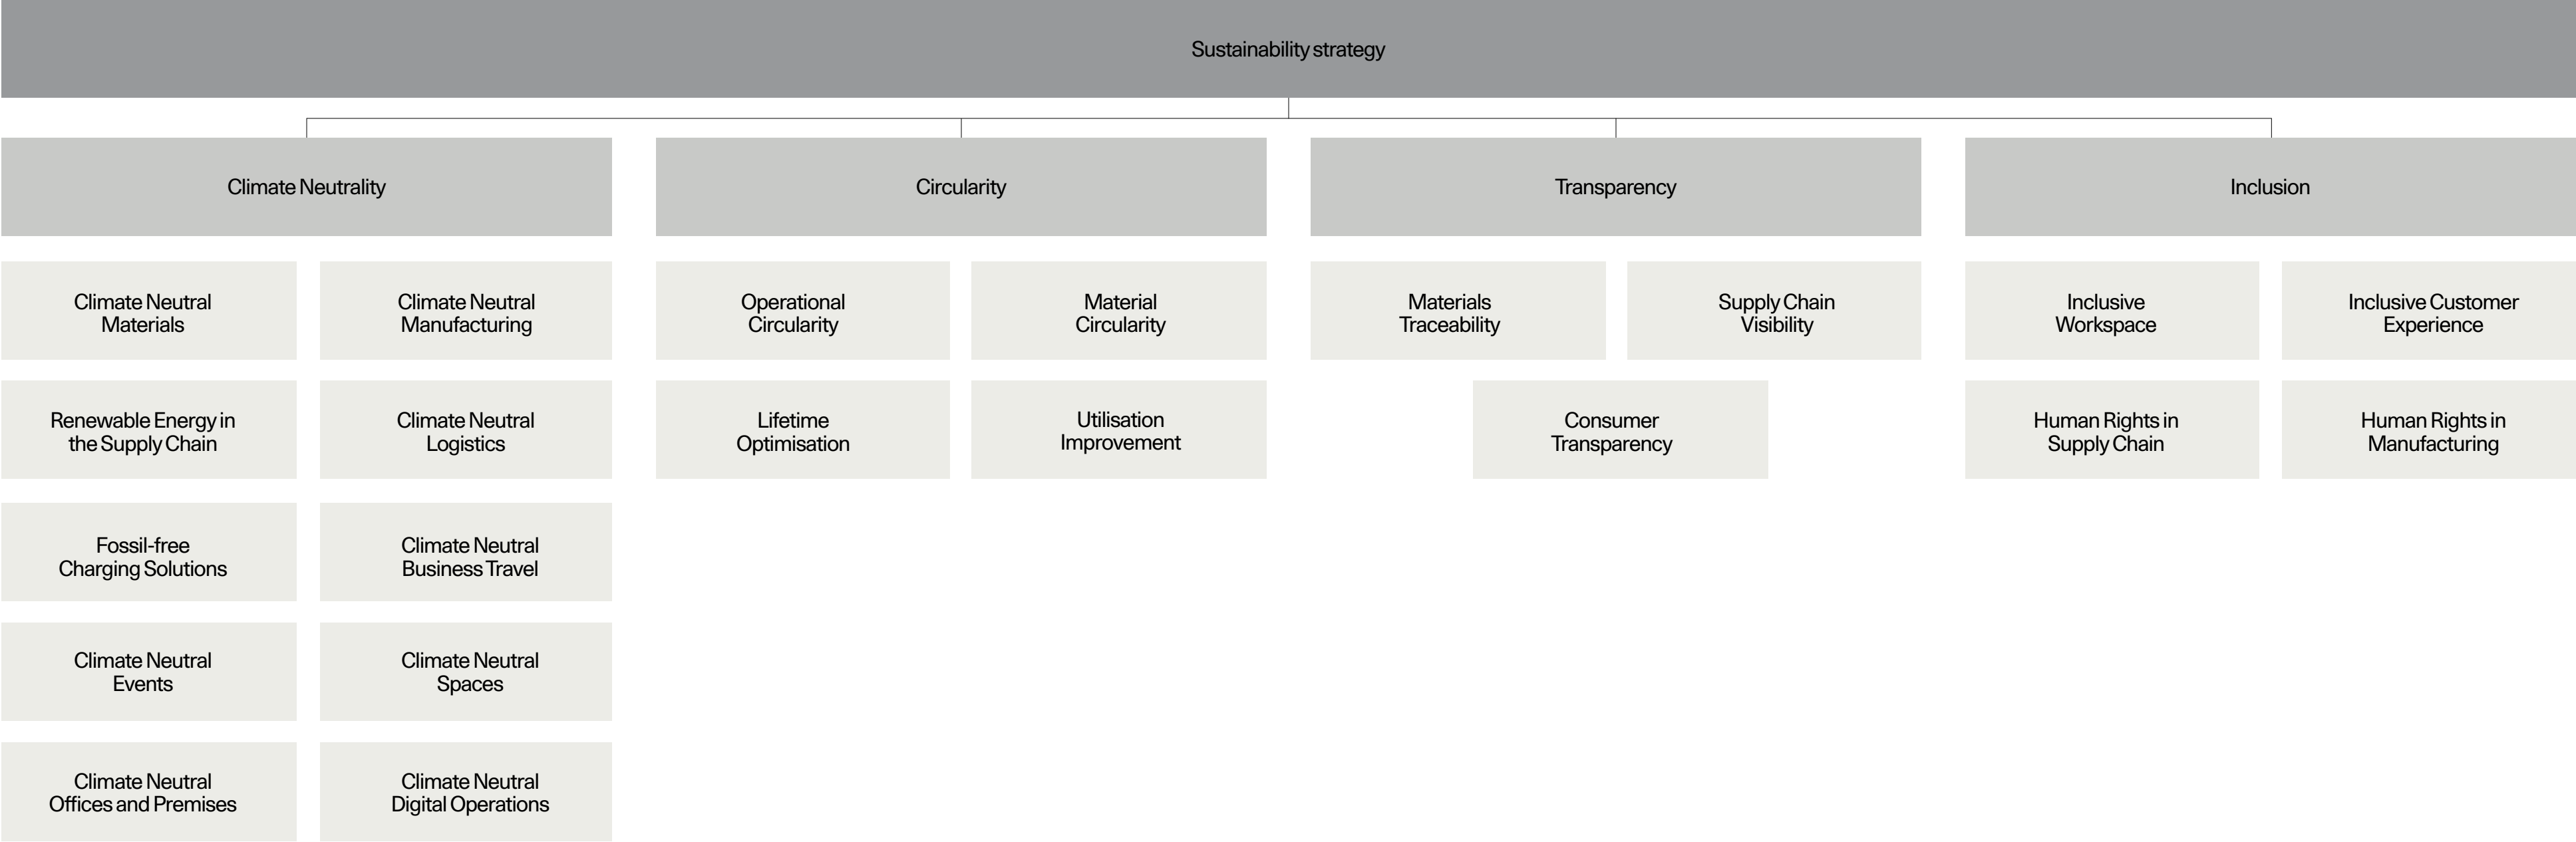 Sustainability strategy
Climate Neutrality
Circularity
Transparency
Inclusion
Climate Neutral
Materials
Climate Neutral
Manufacturing
Renewable Energy in
the Supply Chain
Climate Neutral
Logistics
Fossil-free
Charging Solutions
Climate Neutral
Business Travel
Climate Neutral
Events
Climate Neutral
Spaces
Climate Neutral
Offices and Premises
Climate Neutral
Digital Operations
Operational
Circularity
Material
Circularity
Lifetime
Optimisation
Utilisation
Improvement
Materials
Traceability
Supply Chain
Visibility
Consumer
Transparency
Inclusive
Workspace
Inclusive Customer
Experience
Human Rights in
Supply Chain
Human Rights in
Manufacturing